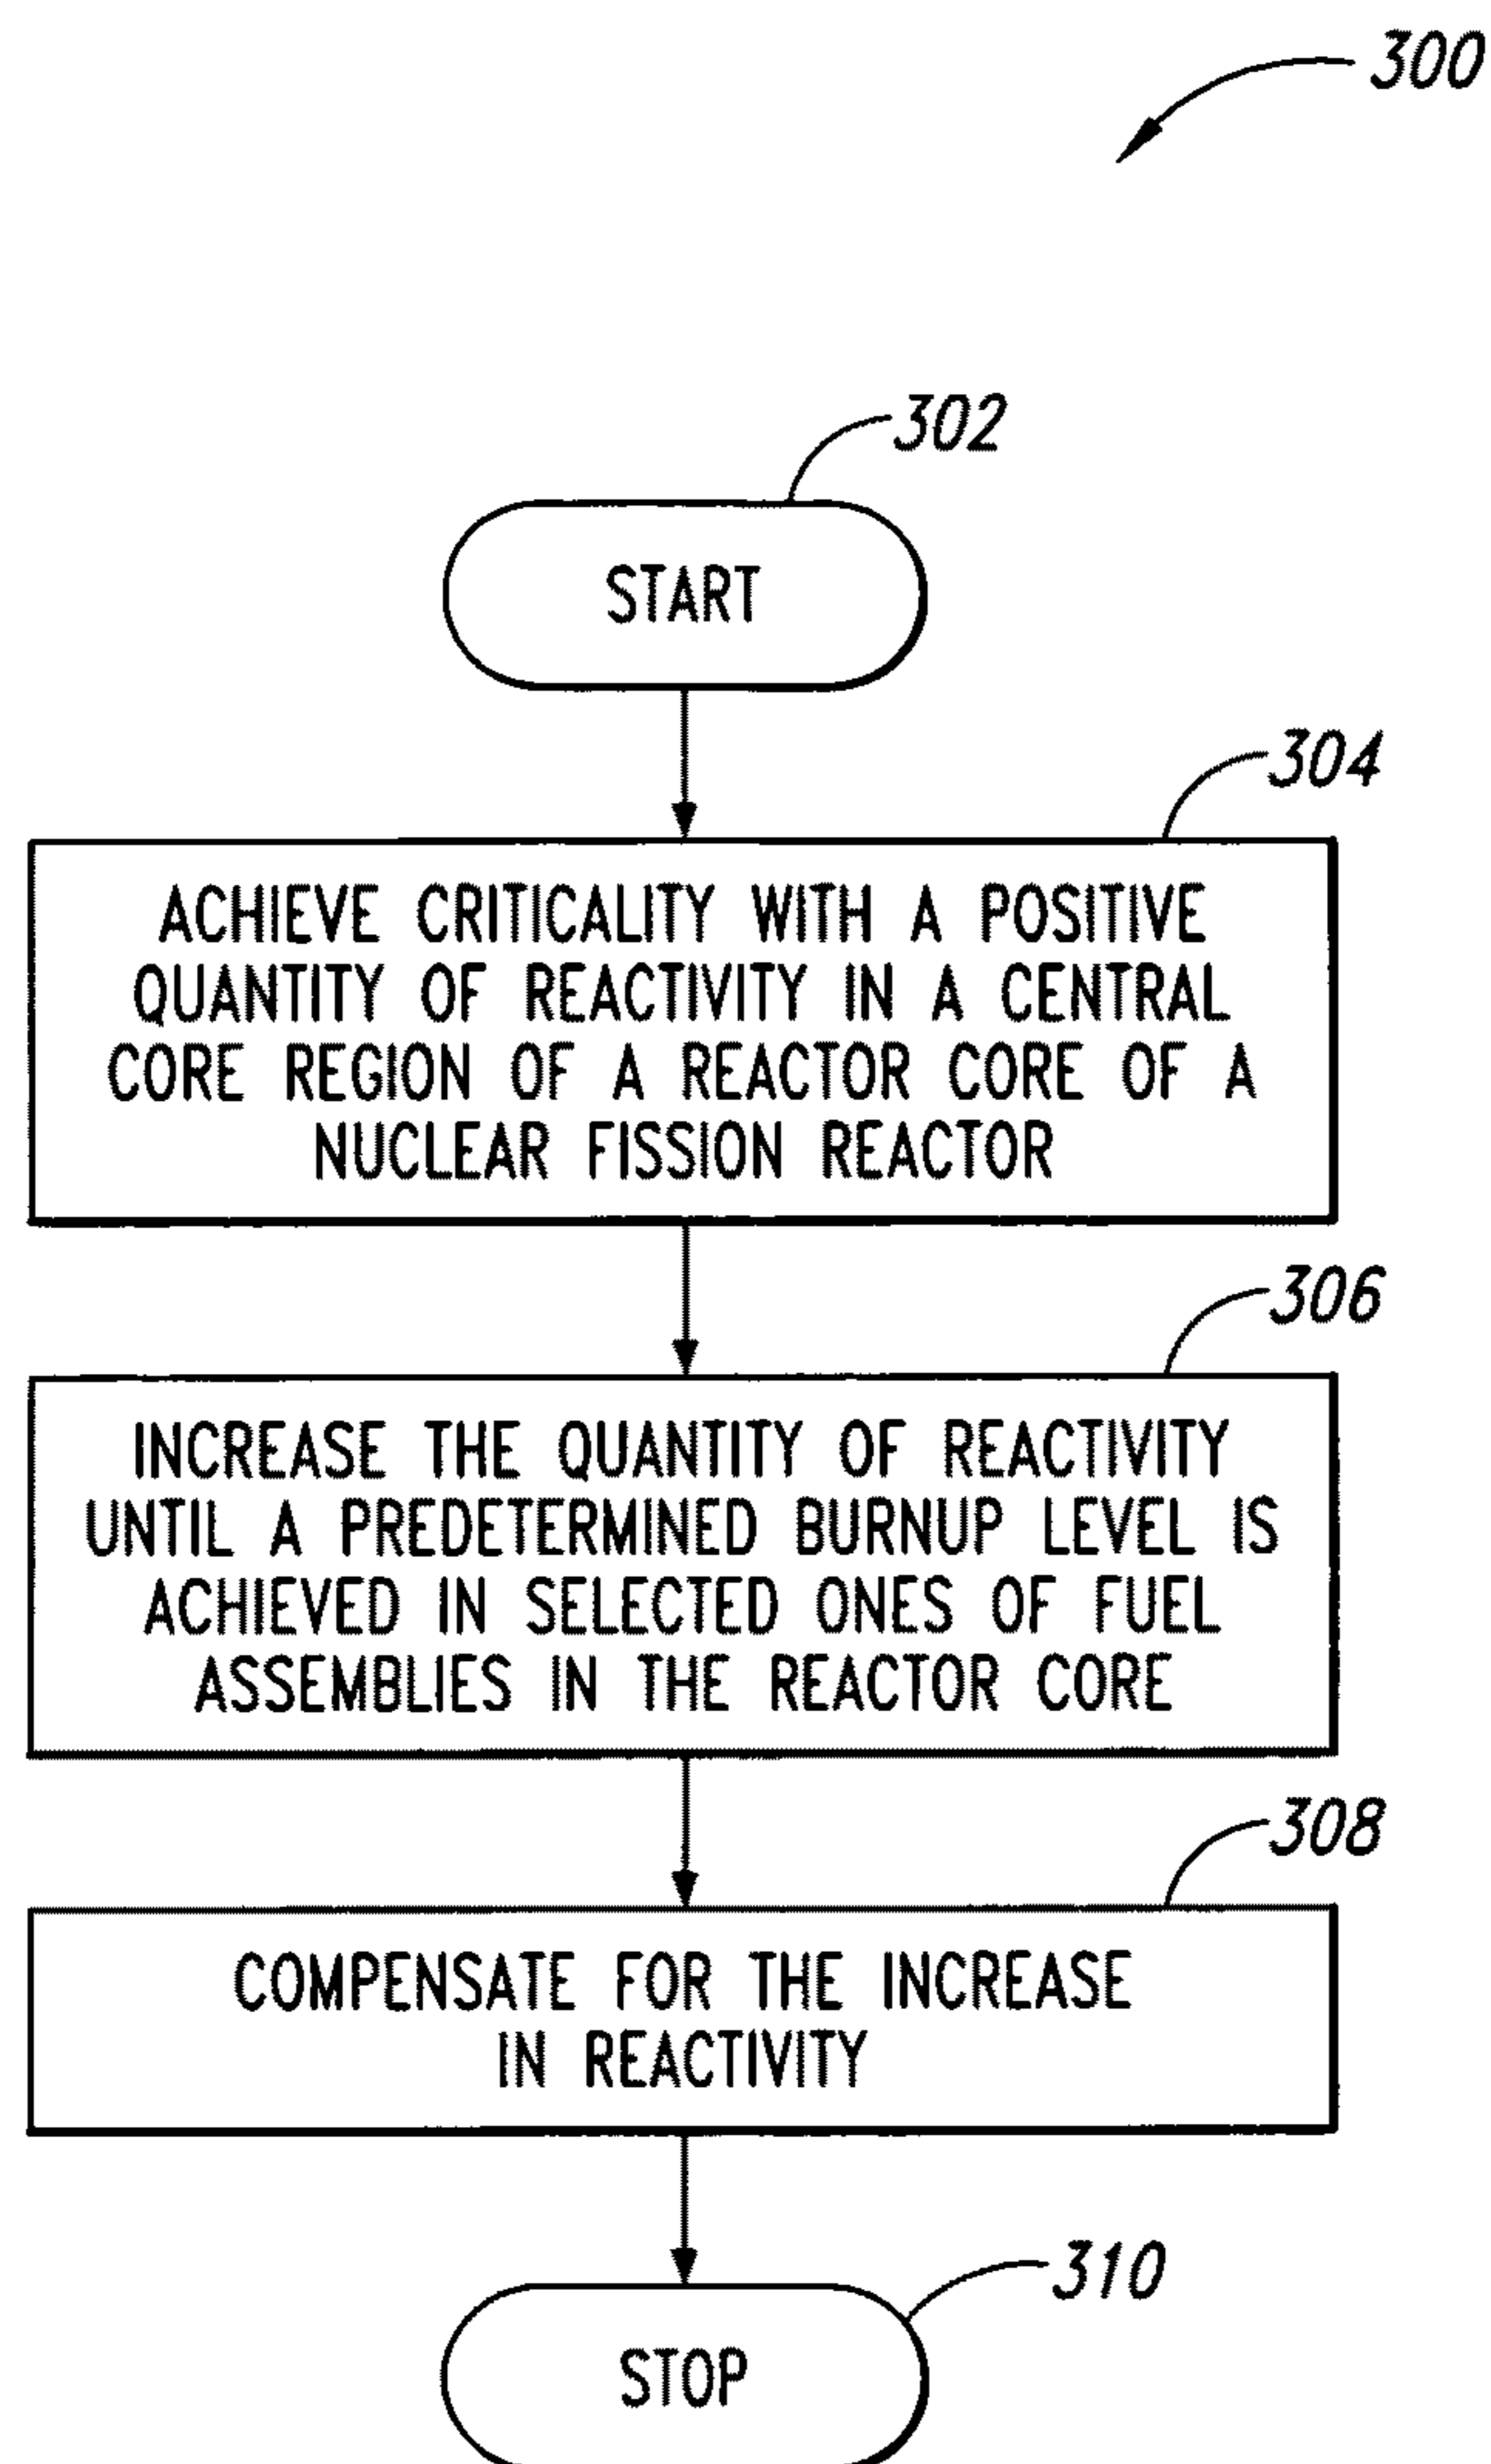 300
302
START
304
ACHIEVE CRITICALITY WITH A POSITIVE
QUANTITY OF REACTIVITY IN A CENTRAL
CORE REGION OF A REACTOR CORE OF A
NUCLEAR FISSION REACTOR
306
INCREASE THE QUANTITY OF REACTIVITY
UNTIL A PREDETERMINED BURNUP LEVEL IS
ACHIEVED IN SELECTED ONES OF FUEL
ASSEMBLIES IN THE REACTOR CORE
308
COMPENSATE FOR THE INCREASE
IN REACTIVITY
310
STOP